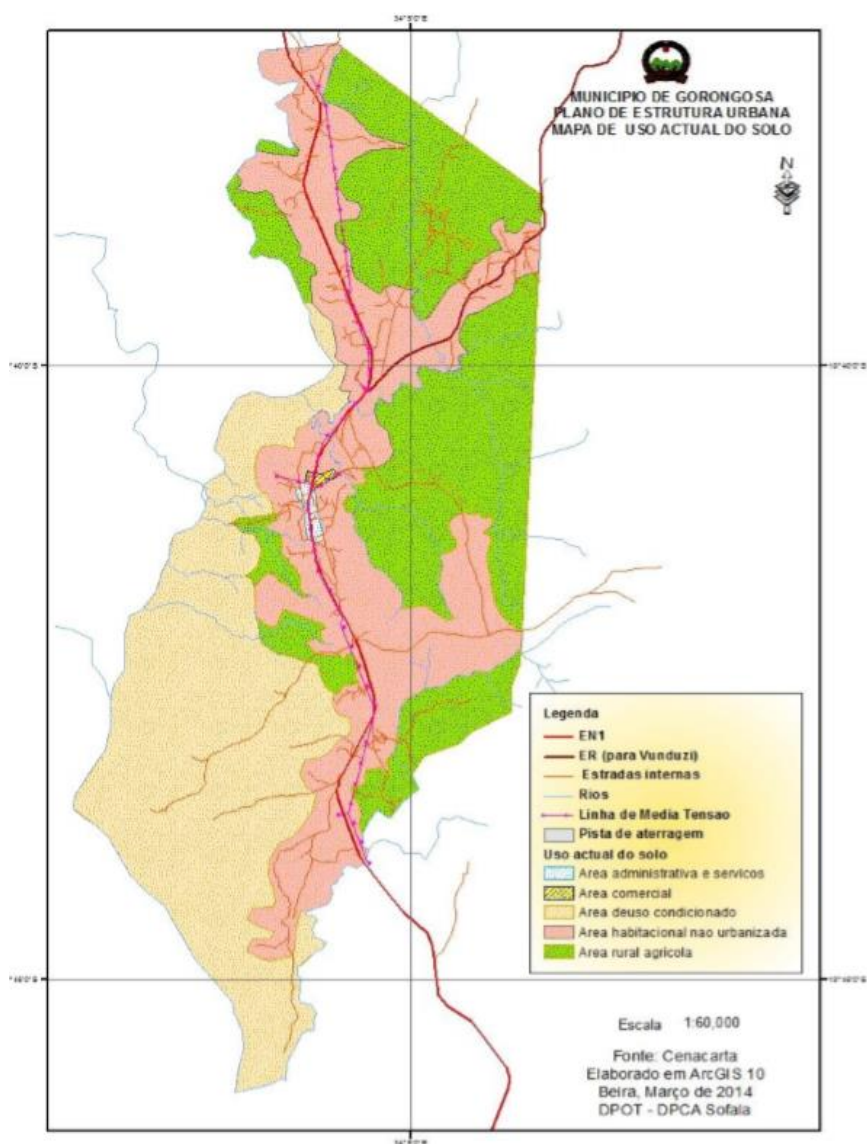 34°5'0"E
MUNICIPIO DE GORONGOSA
PLANO DE ESTRUTURA URBANA
MAPA DE USO ACTUAL DO SOLO
N
Legenda
EN1
ER (para Vunduzi)
Estradas internas
Rios
Linha de Media Tensao
Pista de aterragem
Uso actual do solo
Area administrativa e servicos
Area comercial
Area deuso condicionado
Area habitacional nao urbanizada
Area rural agricola
Escala 1:60,000
Fonte: Cenacarta
Elaborado em ArcGIS 10
Beira, Março de 2014
DPOT - DPCA Sofala